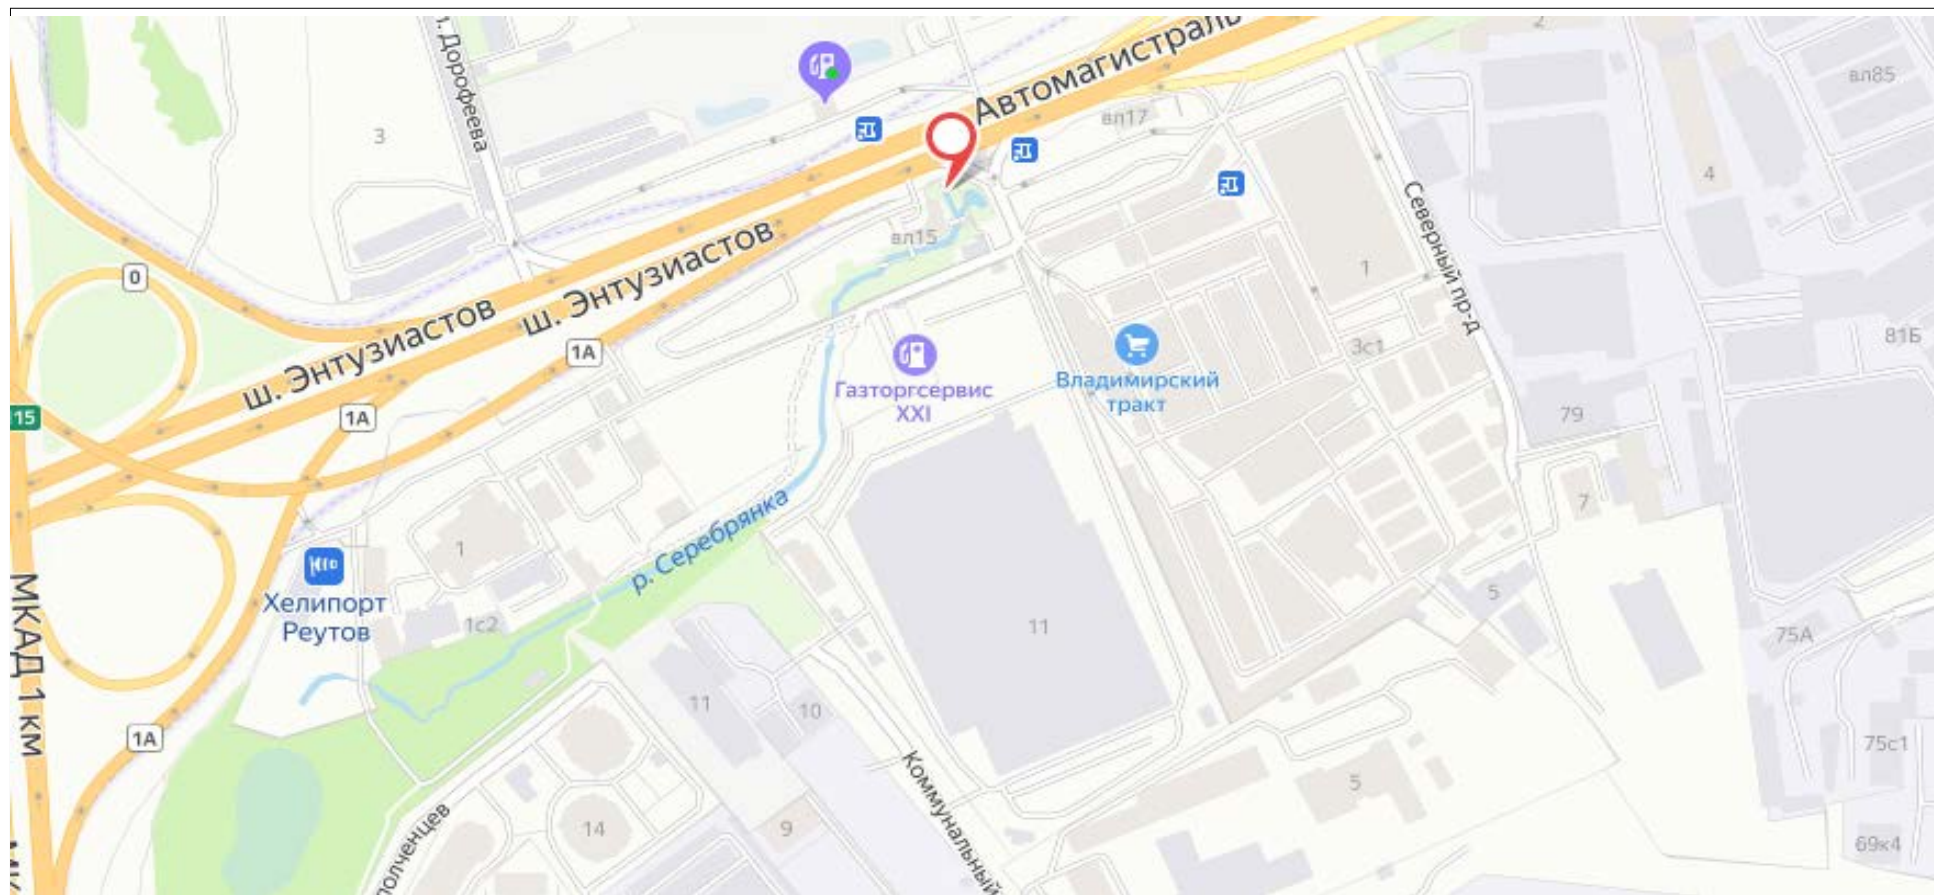 2
Автомагистраль
ул. Дорофеева
вл85
вл17
3
4
Северный пр-д
вл15
ш. Энтузиастов
0
1
ш. Энтузиастов
81Б
1А
3с1
Газторгсервис
XXI
Владимирский
тракт
15
1А
79
7
р. Серебрянка
1
Хелипорт
Реутов
5
МКАД 1 км
1с2
11
75А
11
10
1А
75с1
Коммунальный
5
14
9
69к4